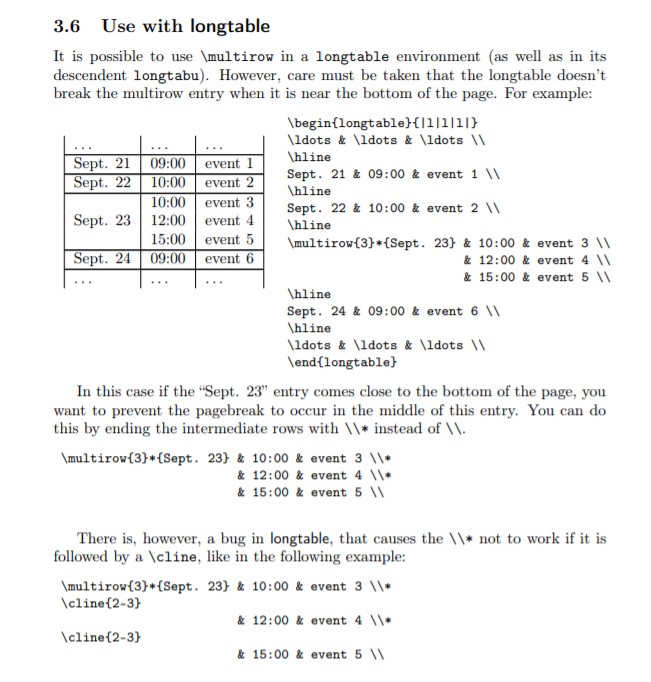 3.6 Use with longtable
It is possible to use \multirow in a longtable environment (as well as in its
descendent longtabu). However, care must be taken that the longtable doesn't
break the multirow entry when it is near the bottom of the page. For example:
... ... ...
Sept. 21 09:00 event 1
Sept. 22 10:00 event 2
10:00 event 3
Sept. 23 12:00 event 4
15:00 event 5
Sept. 24 09:00 event 6
... ... ...
\begin{longtable}{|l|l|l|}
\ldots & \ldots & \ldots \\
\hline
Sept. 21 & 09:00 & event 1 \\
\hline
Sept. 22 & 10:00 & event 2 \\
\hline
\multirow{3}*{Sept. 23} & 10:00 & event 3 \\
& 12:00 & event 4 \\
& 15:00 & event 5 \\
\hline
Sept. 24 & 09:00 & event 6 \\
\hline
\ldots & \ldots & \ldots \\
\end{longtable}
In this case if the “Sept. 23” entry comes close to the bottom of the page, you
want to prevent the pagebreak to occur in the middle of this entry. You can do
this by ending the intermediate rows with \\* instead of \\.
\multirow{3}*{Sept. 23} & 10:00 & event 3 \\*
& 12:00 & event 4 \\*
& 15:00 & event 5 \\
There is, however, a bug in longtable, that causes the \\* not to work if it is
followed by a \cline, like in the following example:
\multirow{3}*{Sept. 23} & 10:00 & event 3 \\*
\cline{2-3}
& 12:00 & event 4 \\*
\cline{2-3}
& 15:00 & event 5 \\